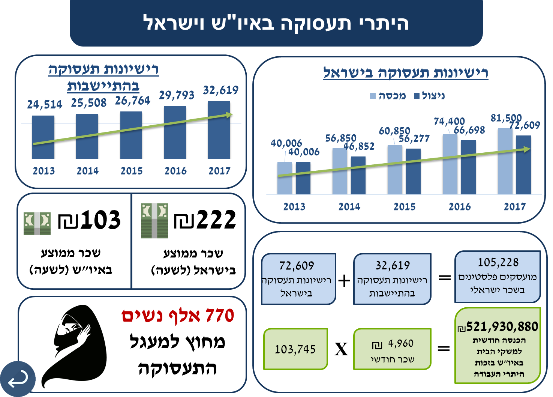 היתרי תעסוקה באיו"ש וישראל
רישיונות תעסוקה בישראל
מכסה ניצול
40,006 40,006 56,850 46,852 60,850 56,277 74,400 66,698 81,500 72,609
2013 2014 2015 2016 2017
רישיונות תעסוקה
בהתיישבות
24,514 25,508 26,764 29,793 32,619
2013 2014 2015 2016 2017
₪222
שכר ממוצע
בישראל (לשעה)
₪103
שכר ממוצע
באיו"ש (לשעה)
72,609
רישיונות תעסוקה
בישראל
+
32,619
רישיונות תעסוקה
בהתיישבות
=
105,228
מועסקים פלסטינים
בשכר ישראלי
103,745
X
4,960 ₪
שכר חודשי
=
₪521,930,880
הכנסה חודשית
למשקי הבית
באיו"ש בזכות
היתרי העבודה
770 אלף נשים
מחוץ למעגל
התעסוקה